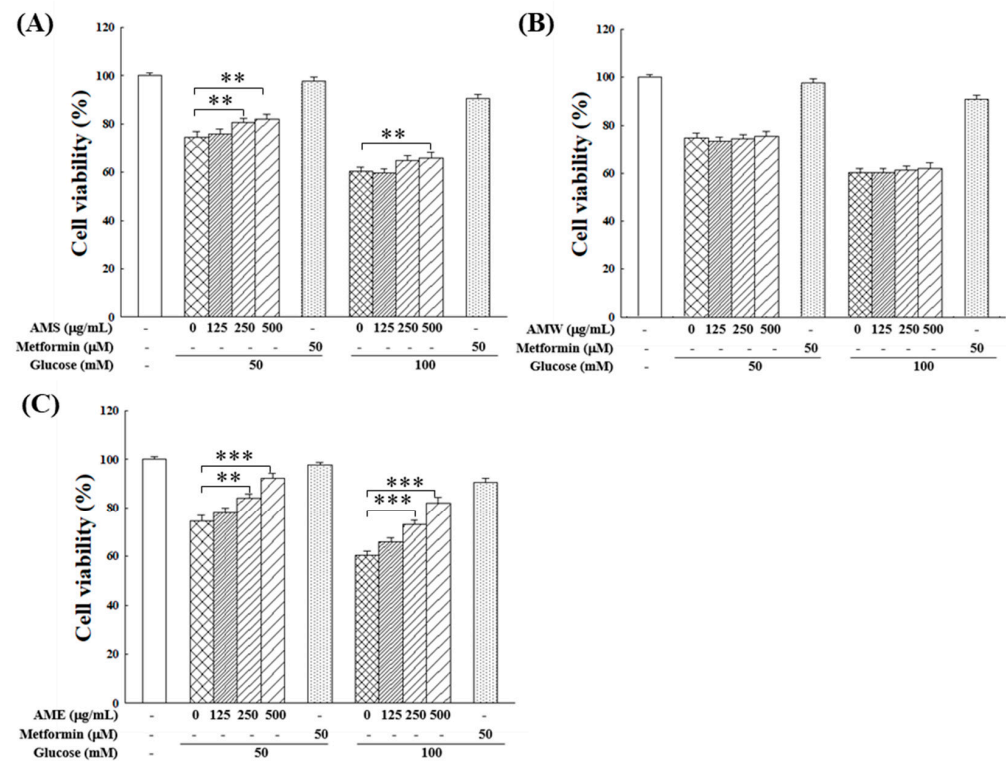 (A)
Cell viability (%)
120
100
80
60
40
20
0
**
**
**
AMS (μg/mL) - 0 125 250 500 - 0 125 250 500 -
Metformin (μM) - - - - - 50 - - - - 50
Glucose (mM) - 50 100
(B)
Cell viability (%)
120
100
80
60
40
20
0
AMW (μg/mL) - 0 125 250 500 - 0 125 250 500 -
Metformin (μM) - - - - - 50 - - - - 50
Glucose (mM) - 50 100
(C)
Cell viability (%)
120
100
80
60
40
20
0
***
**
***
***
AME (μg/mL) - 0 125 250 500 - 0 125 250 500 -
Metformin (μM) - - - - - 50 - - - - 50
Glucose (mM) - 50 100